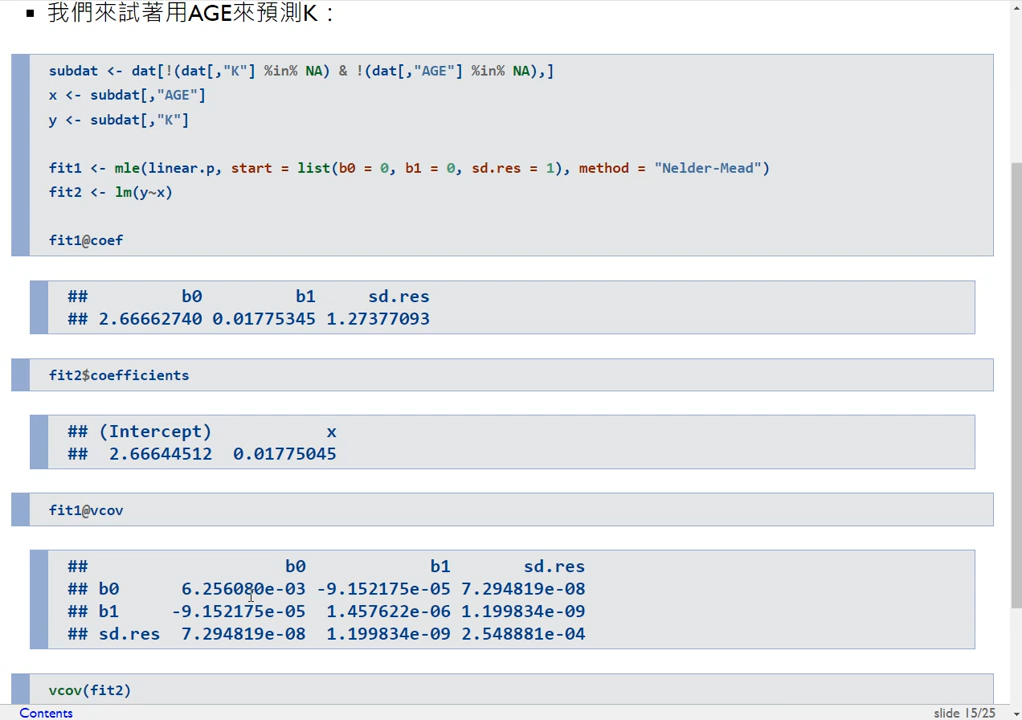 ▪ 我們來試著用AGE來預測K：
subdat <- dat[!(dat[,"K"] %in% NA) & !(dat[,"AGE"] %in% NA),]
x <- subdat[,"AGE"]
y <- subdat[,"K"]
fit1 <- mle(linear.p, start = list(b0 = 0, b1 = 0, sd.res = 1), method = "Nelder-Mead")
fit2 <- lm(y~x)
fit1@coef
##         b0         b1     sd.res
## 2.66662740 0.01775345 1.27377093
fit2$coefficients
## (Intercept)           x
##  2.66644512  0.01775045
fit1@vcov
##                   b0            b1       sd.res
## b0      6.256080e-03 -9.152175e-05 7.294819e-08
## b1     -9.152175e-05  1.457622e-06 1.199834e-09
## sd.res  7.294819e-08  1.199834e-09 2.548881e-04
vcov(fit2)
Contents slide 15/25